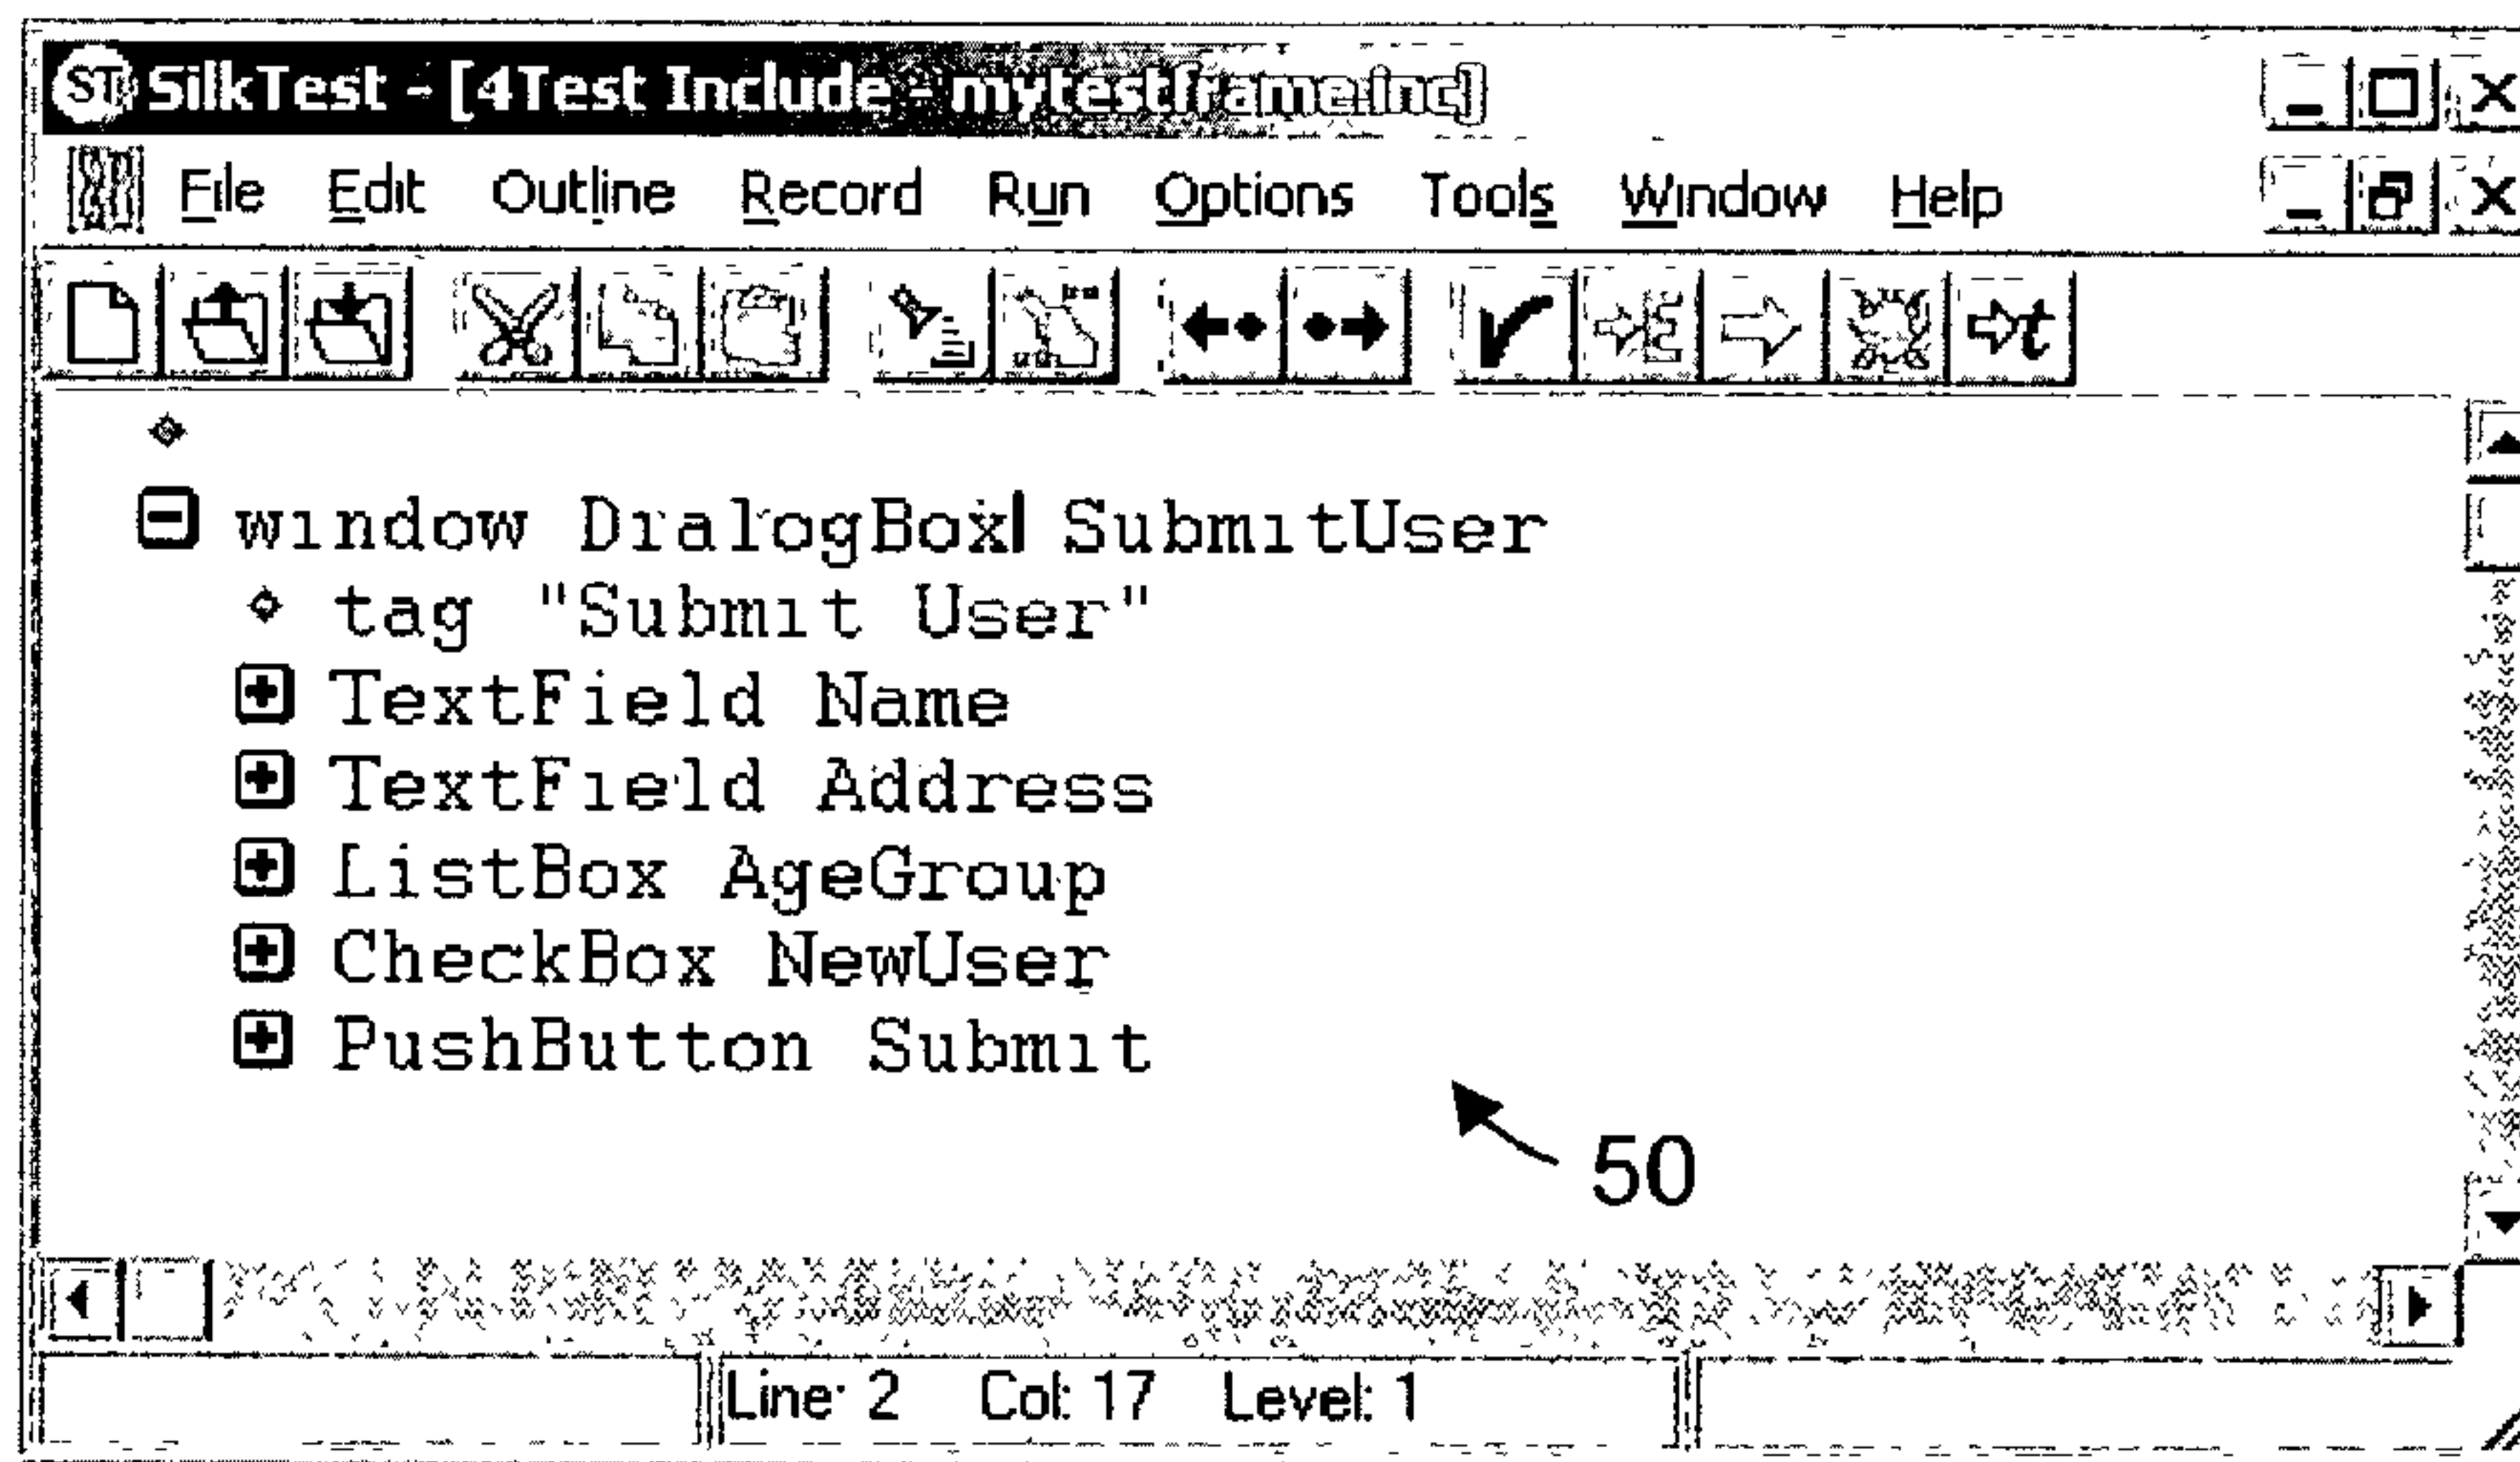 ST SilkTest - [4Test Include - mytestframe.inc]
File Edit Outline Record Run Options Tools Window Help
window DialogBox SubmitUser
tag "Submit User"
TextField Name
TextField Address
ListBox AgeGroup
CheckBox NewUser
PushButton Submit
50
Line: 2 Col: 17 Level: 1